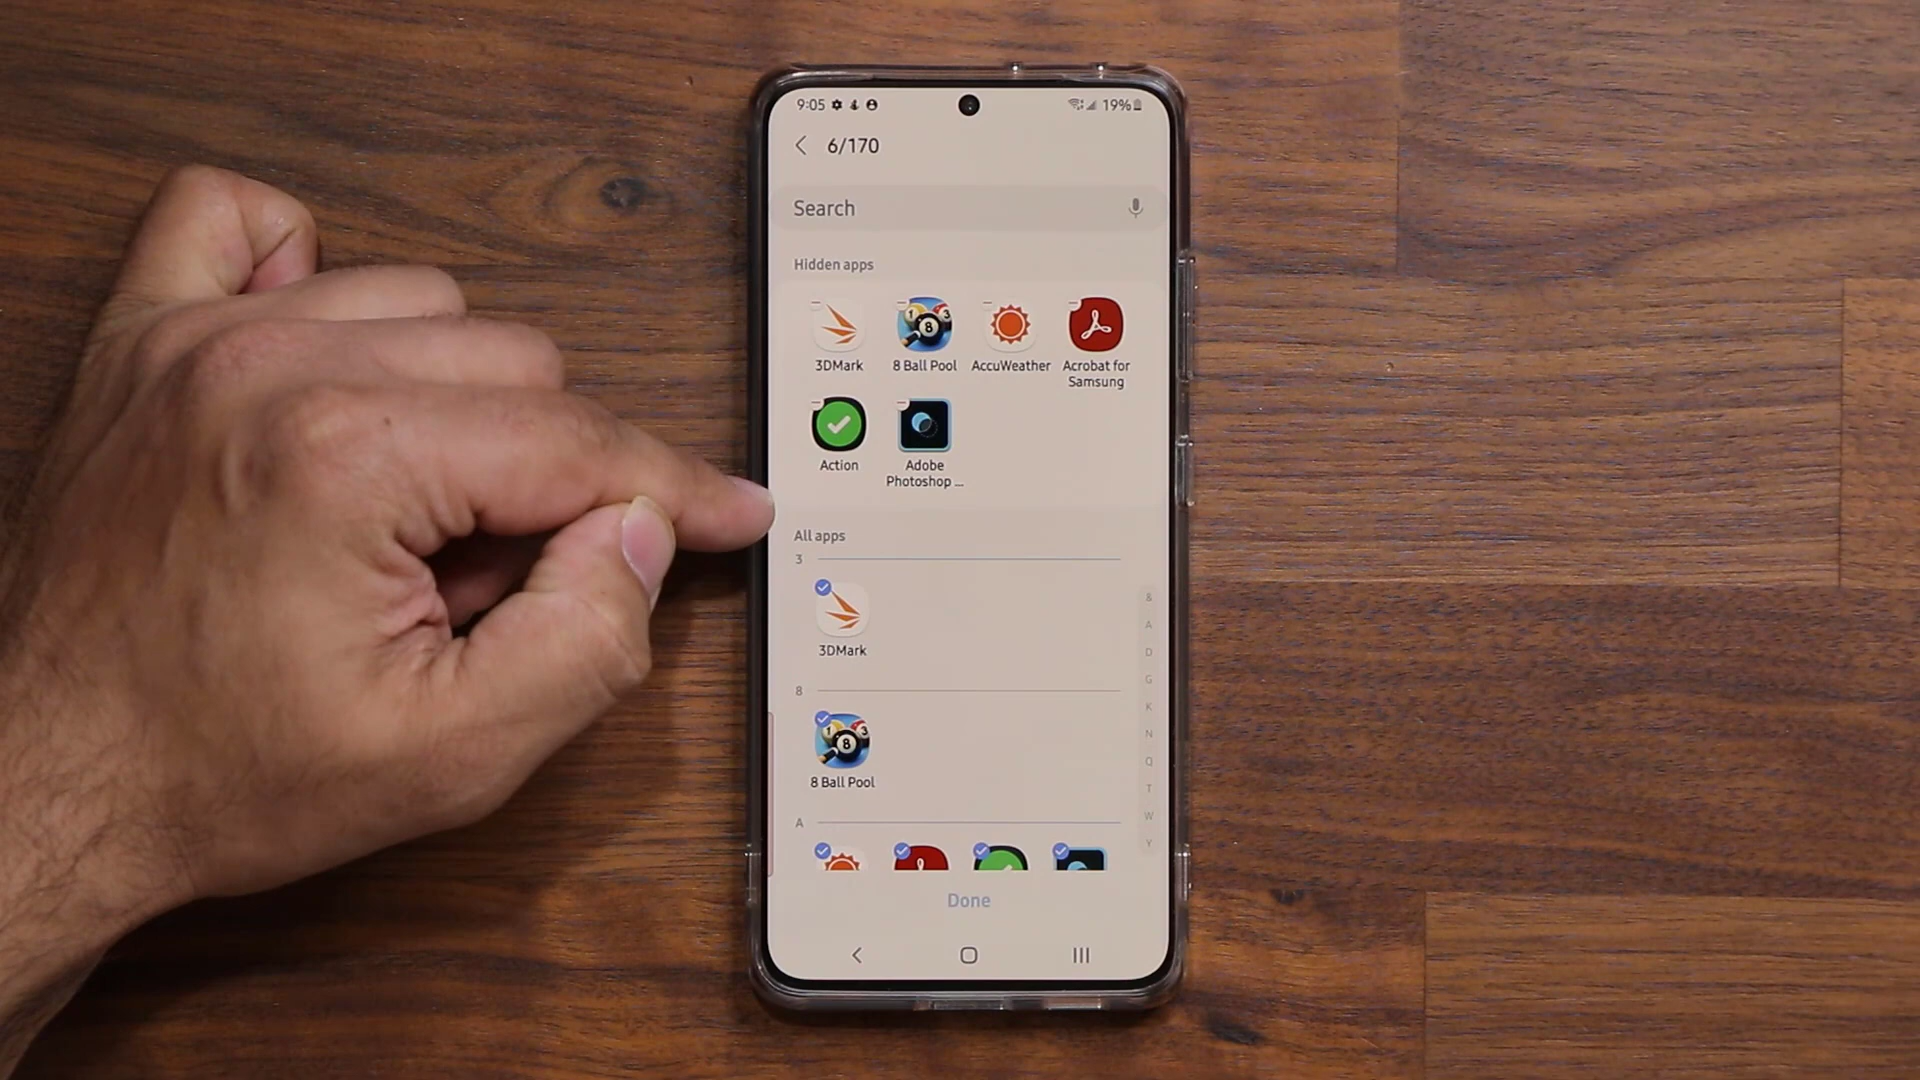 9:05 19%
6/170
Search
Hidden apps
3DMark 8 Ball Pool AccuWeather Acrobat for Samsung
Action Adobe Photoshop ...
All apps
3
3DMark
8
8 Ball Pool
A
&
A
D
G
K
N
Q
T
W
Y
Done